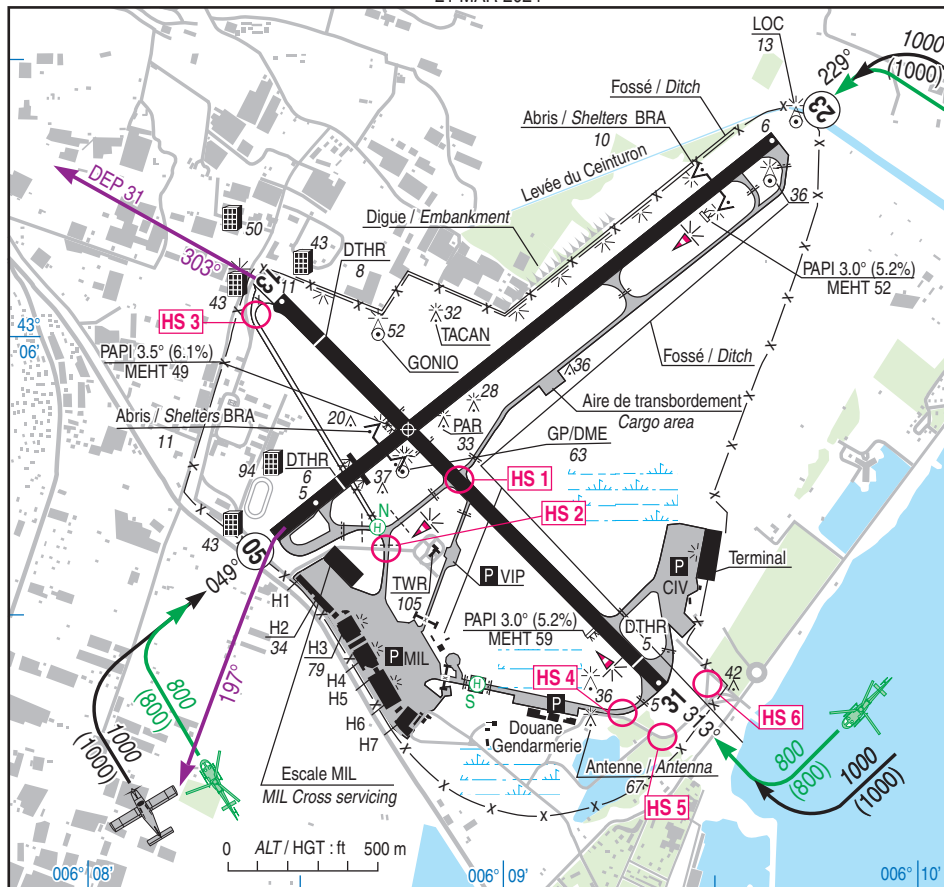 LOC
13
229°
1000
(1000)
23
Fossé / Ditch
Abris / Shelters BRA
10
6
Levée du Ceinturon
DEP 31
36
50
Digue / Embankment
303°
43
DTHR
8
PAPI 3.0° (5.2%)
MEHT 52
13
11
43
HS 3
43°
06'
52
GONIO
32
TACAN
PAPI 3.5° (6.1%)
MEHT 49
Fossé / Ditch
36
28
Aire de transbordement
Cargo area
Abris / Shelters BRA
11
20
PAR
33
GP/DME
63
94
DTHR
6
5
37
HS 1
N
H
HS 2
43
05
049°
TWR
105
P VIP
P
CIV
Terminal
H1
H2
34
H3
79
P MIL
PAPI 3.0° (5.2%)
MEHT 59
DTHR
5
H4
H5
H6
H7
H
S
HS 4
36
P
5
31
42
313°
HS 6
197°
800
(800)
1000
(1000)
Douane
Gendarmerie
Antenne / Antenna
67
HS 5
800
(800)
1000
(1000)
Escale MIL
MIL Cross servicing
0 ALT / HGT : ft 500 m
006° 08'
006° 09'
006° 10'